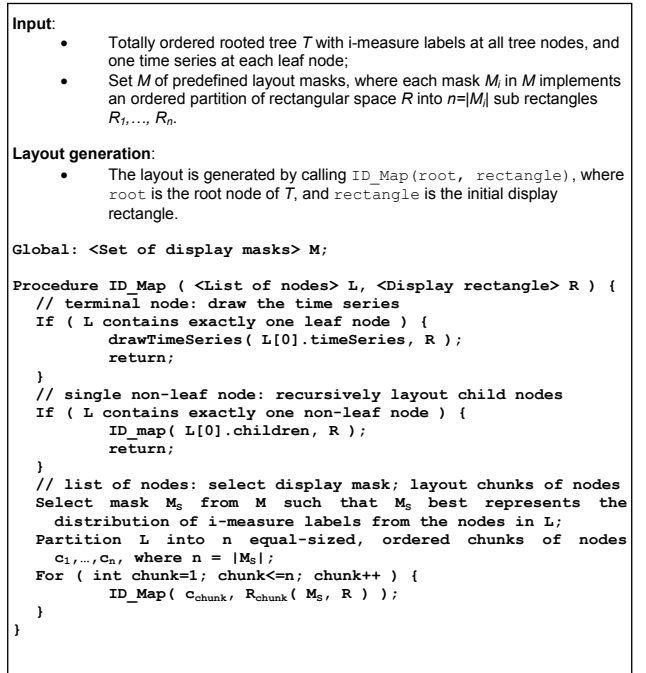 Input:
• Totally ordered rooted tree T with i-measure labels at all tree nodes, and
one time series at each leaf node;
• Set M of predefined layout masks, where each mask Mi in M implements
an ordered partition of rectangular space R into n=|Mi| sub rectangles
R1,…, Rn.
Layout generation:
• The layout is generated by calling ID_Map(root, rectangle), where
root is the root node of T, and rectangle is the initial display
rectangle.
Global: <Set of display masks> M;
Procedure ID_Map ( <List of nodes> L, <Display rectangle> R ) {
// terminal node: draw the time series
If ( L contains exactly one leaf node ) {
drawTimeSeries( L[0].timeSeries, R );
return;
}
// single non-leaf node: recursively layout child nodes
If ( L contains exactly one non-leaf node ) {
ID_map( L[0].children, R );
return;
}
// list of nodes: select display mask; layout chunks of nodes
Select mask MS from M such that MS best represents the
distribution of i-measure labels from the nodes in L;
Partition L into n equal-sized, ordered chunks of nodes
c1,…,cn, where n = |MS|;
For ( int chunk=1; chunk<=n; chunk++ ) {
ID_Map( cchunk, Rchunk( MS, R ) );
}
}